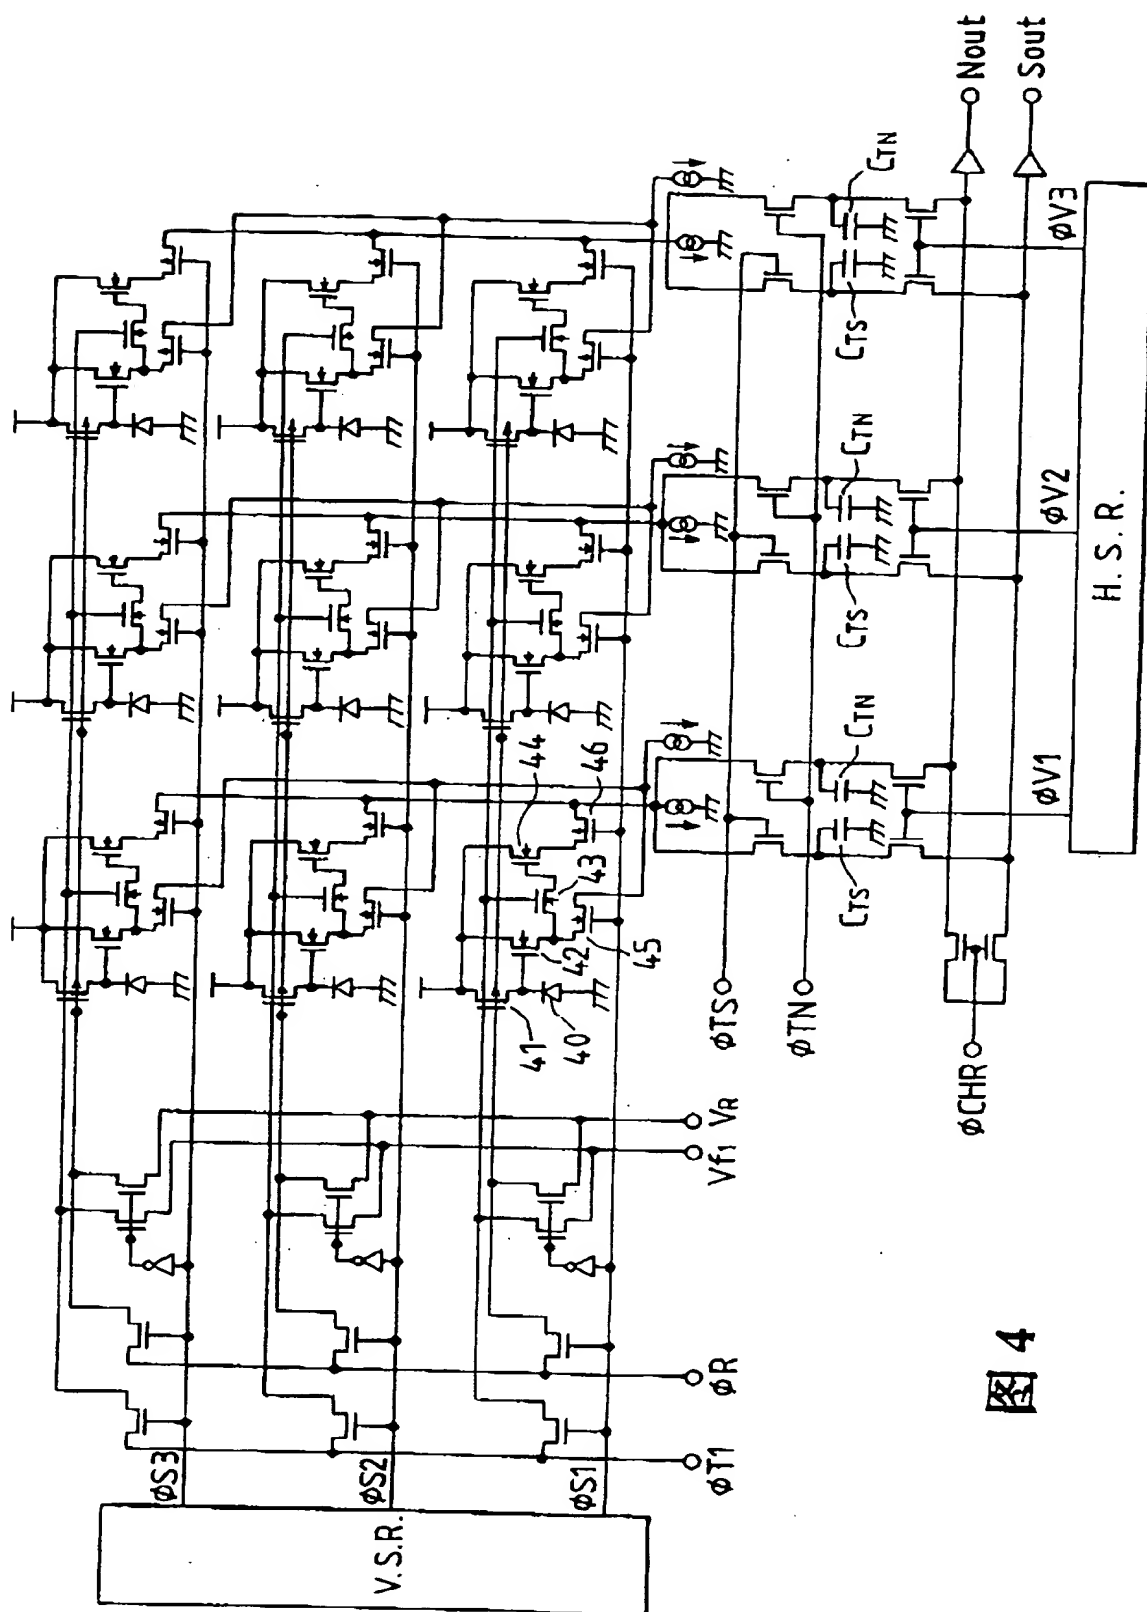 V.S.R.
φS3
φS2
φS1
φT1
φR
Vf1
VR
41
40
42
45
43
44
46
φTS
φTN
φCHR
CTS
CTN
CTS
CTN
CTS
CTN
φV1
φV2
φV3
H.S.R.
Nout
Sout
图 4